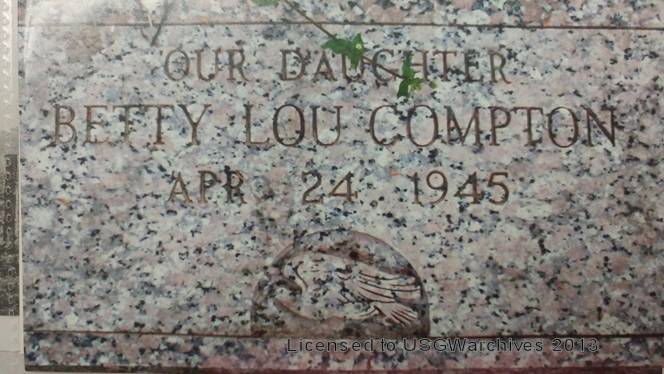 OUR DAUGHTER
BETTY LOU COMPTON
APR 24. 1945
Licensed to USGWarchives 2013